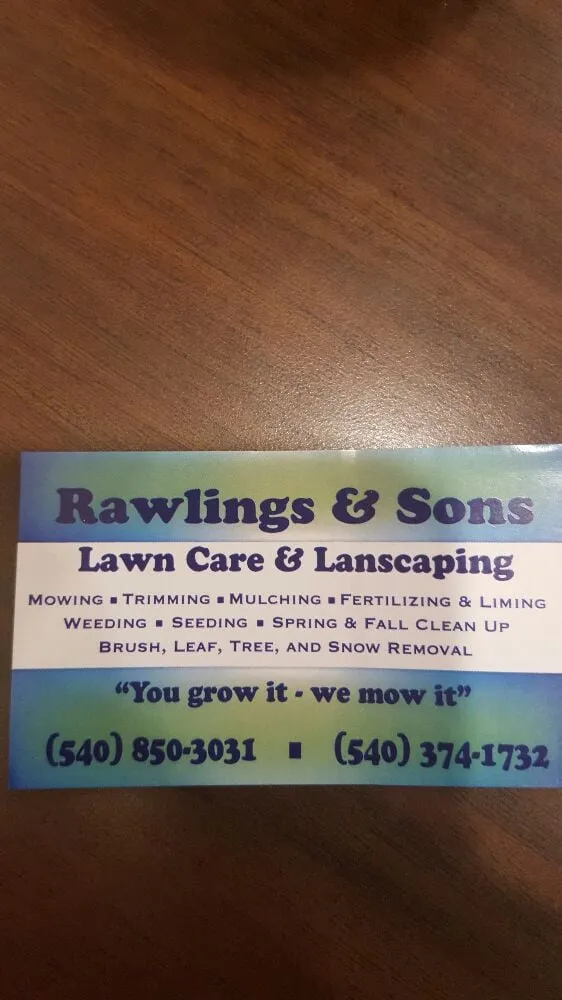 Rawlings & Sons
Lawn Care & Lanscaping
MOWING ▪ TRIMMING ▪ MULCHING ▪ FERTILIZING & LIMING
WEEDING ▪ SEEDING ▪ SPRING & FALL CLEAN UP
BRUSH, LEAF, TREE, AND SNOW REMOVAL
“You grow it - we mow it”
(540) 850-3031 ▪ (540) 374-1732